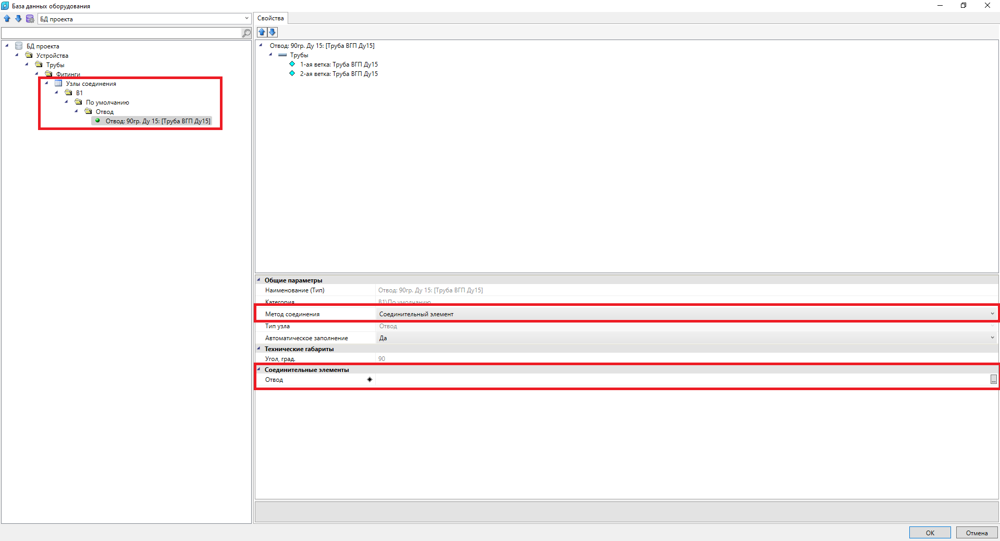 База данных оборудования
БД проекта
БД проекта
Устройства
Трубы
Фитинги
Узлы соединения
В1
По умолчанию
Отвод
Отвод: 90гр. Ду 15: [Труба ВГП Ду15]
Свойства
Отвод: 90гр. Ду 15: [Труба ВГП Ду15]
Трубы
1-ая ветка: Труба ВГП Ду15
2-ая ветка: Труба ВГП Ду15
Общие параметры
Наименование (Тип) Отвод: 90гр. Ду 15: [Труба ВГП Ду15]
Категория В1\По умолчанию
Метод соединения Соединительный элемент
Тип узла Отвод
Автоматическое заполнение Да
Технические габариты
Угол, град. 90
Соединительные элементы
Отвод ...
ОК Отмена